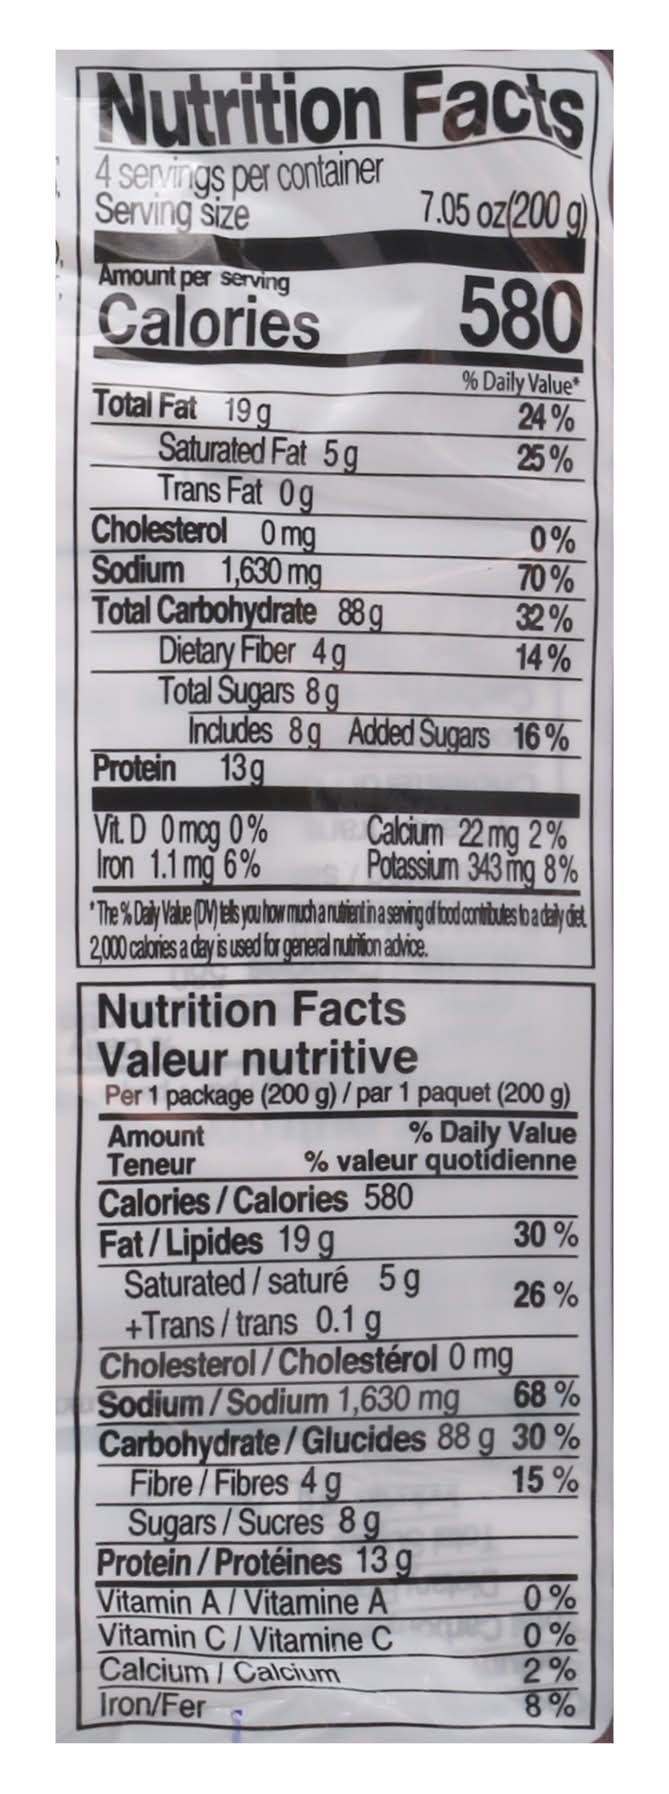 Nutrition Facts
4 servings per container
Serving size 7.05 oz(200 g)
Amount per serving
Calories 580
% Daily Value*
Total Fat 19 g 24 %
Saturated Fat 5 g 25 %
Trans Fat 0 g
Cholesterol 0 mg 0 %
Sodium 1,630 mg 70 %
Total Carbohydrate 88 g 32 %
Dietary Fiber 4 g 14 %
Total Sugars 8 g
Includes 8 g Added Sugars 16 %
Protein 13 g
Vit. D 0 mcg 0 % Calcium 22 mg 2 %
Iron 1.1 mg 6 % Potassium 343 mg 8 %
* The % Daily Value (DV) tells you how much a nutrient in a serving of food contributes to a daily diet.
2,000 calories a day is used for general nutrition advice.
Nutrition Facts
Valeur nutritive
Per 1 package (200 g) / par 1 paquet (200 g)
Amount % Daily Value
Teneur % valeur quotidienne
Calories / Calories 580
Fat / Lipides 19 g 30 %
Saturated / saturé 5 g 26 %
+Trans / trans 0.1 g
Cholesterol / Cholestérol 0 mg
Sodium / Sodium 1,630 mg 68 %
Carbohydrate / Glucides 88 g 30 %
Fibre / Fibres 4 g 15 %
Sugars / Sucres 8 g
Protein / Protéines 13 g
Vitamin A / Vitamine A 0 %
Vitamin C / Vitamine C 0 %
Calcium / Calcium 2 %
Iron/Fer 8 %